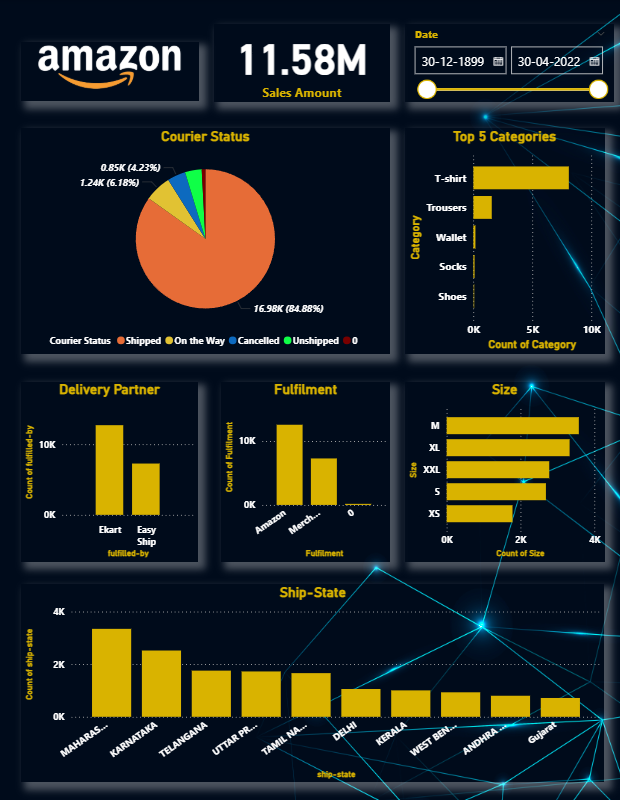 amazon
11.58M
Sales Amount
Date
30-12-1899
30-04-2022
Courier Status
0.85K (4.23%)
1.24K (6.18%)
16.98K (84.88%)
Courier Status Shipped On the Way Cancelled Unshipped 0
Top 5 Categories
Category
T-shirt
Trousers
Wallet
Socks
Shoes
0K 5K 10K
Count of Category
Delivery Partner
Count of fulfilled-by
10K
0K
Ekart Easy
Ship
fulfilled-by
Fulfilment
Count of Fulfilment
10K
0K
Amazon Merch... 0
Fulfilment
Size
Size
M
XL
XXL
S
XS
0K 2K 4K
Count of Size
Ship-State
Count of ship-state
4K
2K
0K
MAHARAS... KARNATAKA TELANGANA UTTAR PR... TAMIL NA... DELHI KERALA WEST BEN... ANDHRA ... Gujarat
ship-state